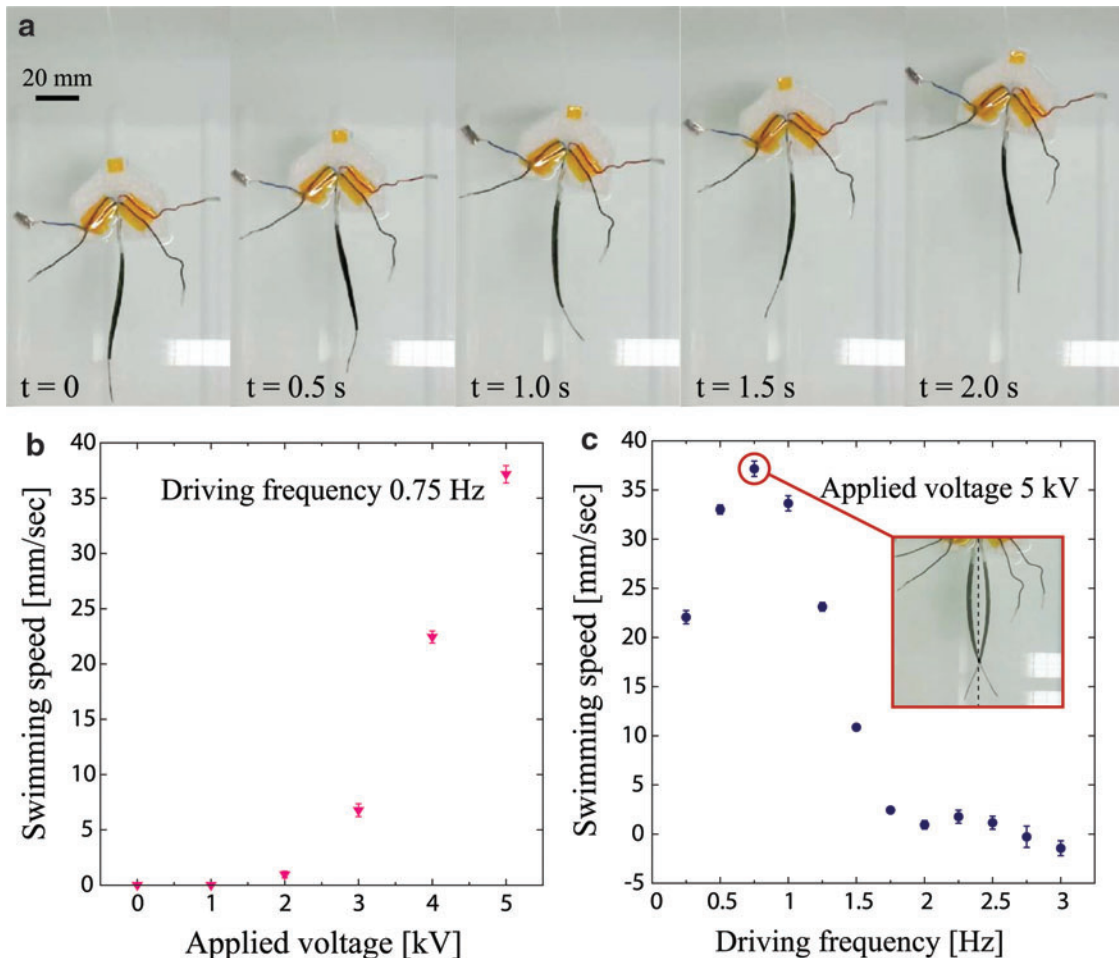 a
20 mm
t = 0
t = 0.5 s
t = 1.0 s
t = 1.5 s
t = 2.0 s
b
Driving frequency 0.75 Hz
Swimming speed [mm/sec]
40
35
30
25
20
15
10
5
0
0 1 2 3 4 5
Applied voltage [kV]
c
Applied voltage 5 kV
Swimming speed [mm/sec]
40
35
30
25
20
15
10
5
0
-5
0 0.5 1 1.5 2 2.5 3
Driving frequency [Hz]